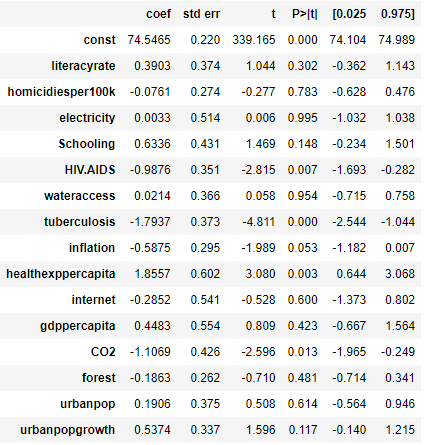 coef std err t P>|t| [0.025 0.975]
const 74.5465 0.220 339.165 0.000 74.104 74.989
literacyrate 0.3903 0.374 1.044 0.302 -0.362 1.143
homicidiesper100k -0.0761 0.274 -0.277 0.783 -0.628 0.476
electricity 0.0033 0.514 0.006 0.995 -1.032 1.038
Schooling 0.6336 0.431 1.469 0.148 -0.234 1.501
HIV.AIDS -0.9876 0.351 -2.815 0.007 -1.693 -0.282
wateraccess 0.0214 0.366 0.058 0.954 -0.715 0.758
tuberculosis -1.7937 0.373 -4.811 0.000 -2.544 -1.044
inflation -0.5875 0.295 -1.989 0.053 -1.182 0.007
healthexppercapita 1.8557 0.602 3.080 0.003 0.644 3.068
internet -0.2852 0.541 -0.528 0.600 -1.373 0.802
gdppercapita 0.4483 0.554 0.809 0.423 -0.667 1.564
CO2 -1.1069 0.426 -2.596 0.013 -1.965 -0.249
forest -0.1863 0.262 -0.710 0.481 -0.714 0.341
urbanpop 0.1906 0.375 0.508 0.614 -0.564 0.946
urbanpopgrowth 0.5374 0.337 1.596 0.117 -0.140 1.215